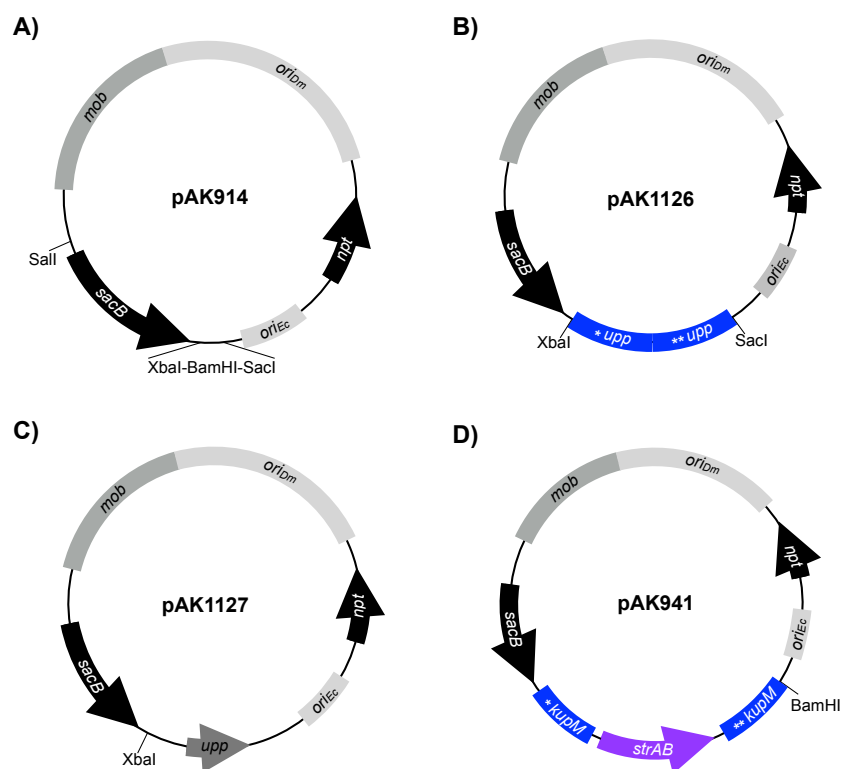 A)
mob
oriDm
pAK914
npt
SalI
sacB
oriEc
XbaI-BamHI-SacI
B)
mob
oriDm
pAK1126
npt
sacB
oriEc
XbaI
* upp
** upp
SacI
C)
mob
oriDm
pAK1127
npt
sacB
oriEc
XbaI
upp
D)
mob
oriDm
pAK941
npt
sacB
oriEc
* kupM
** kupM
BamHI
strAB